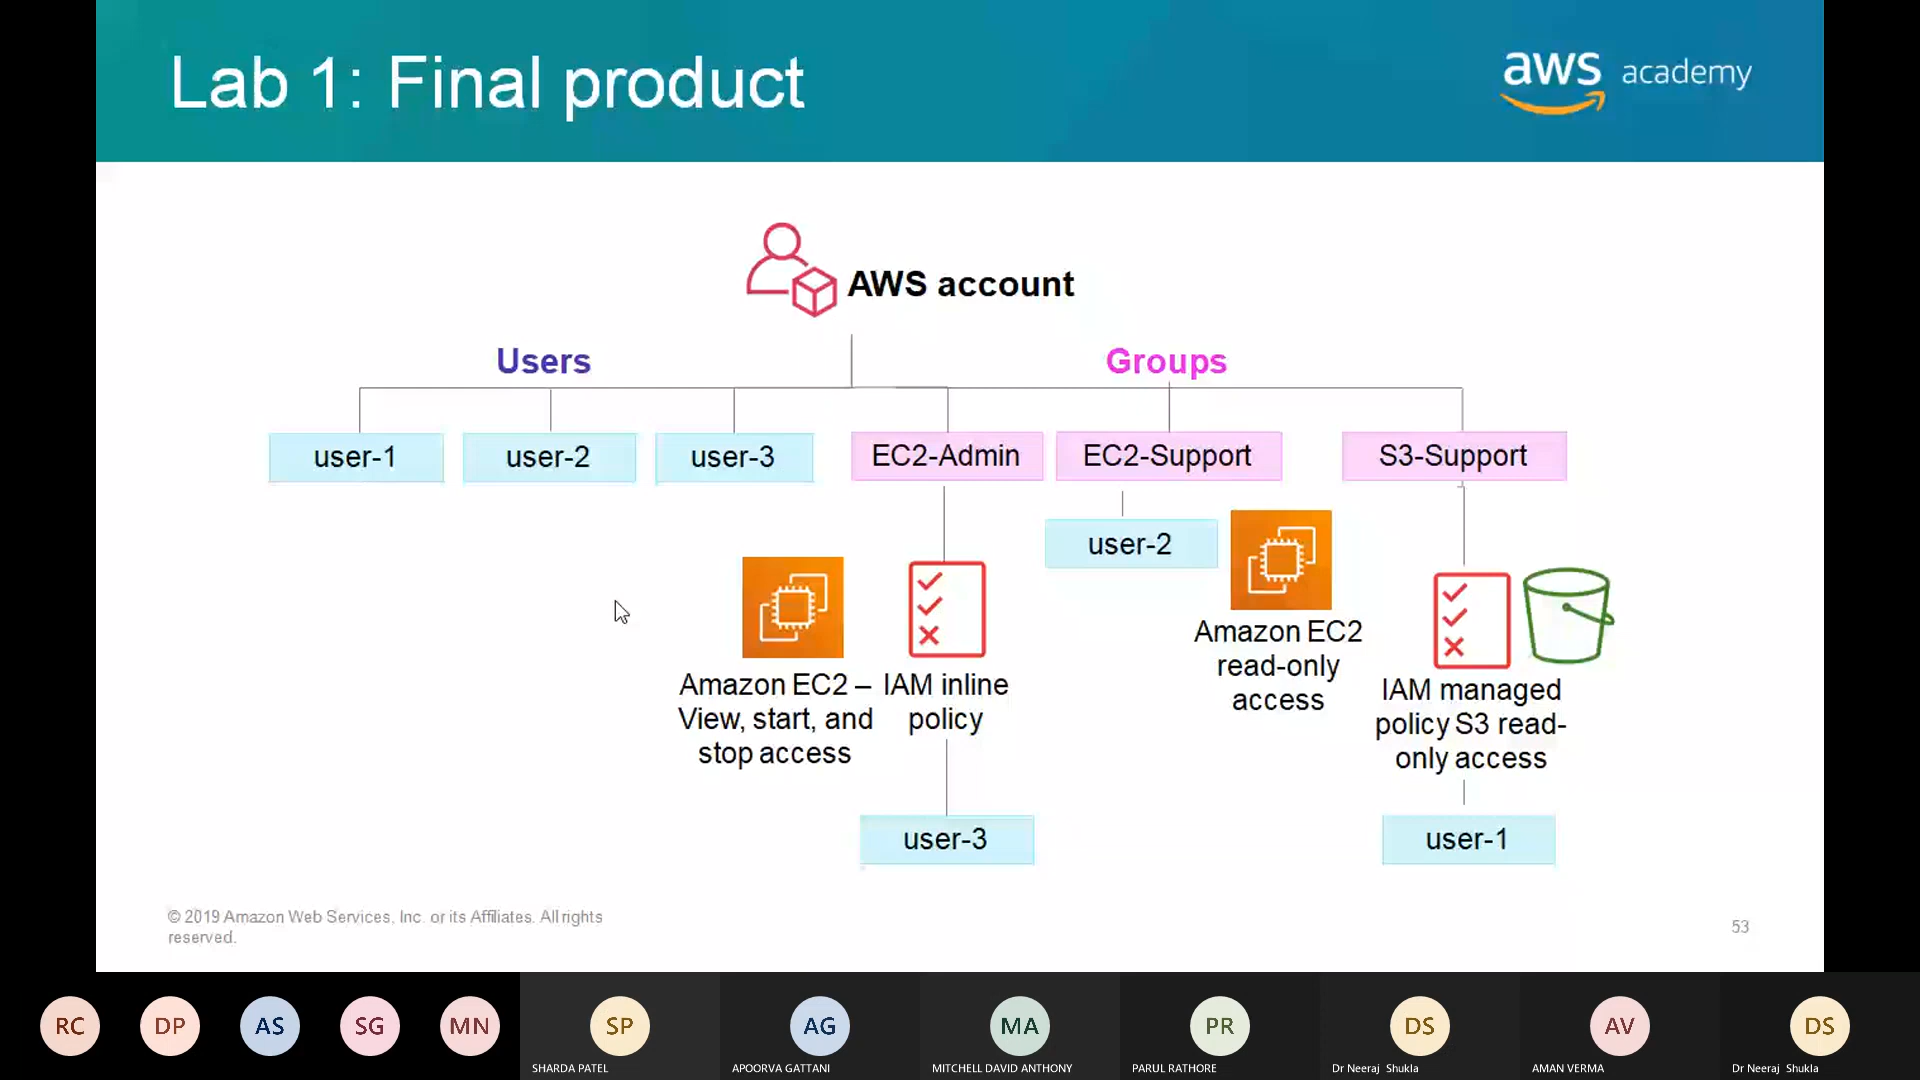 Lab 1: Final product
aws academy
AWS account
Users
Groups
user-1
user-2
user-3
EC2-Admin
EC2-Support
S3-Support
user-2
Amazon EC2 –
View, start, and
stop access
IAM inline
policy
Amazon EC2
read-only
access
IAM managed
policy S3 read-
only access
user-3
user-1
© 2019 Amazon Web Services, Inc. or its Affiliates. All rights
reserved.
53
RC
DP
AS
SG
MN
SP
AG
MA
PR
DS
AV
DS
SHARDA PATEL
APOORVA GATTANI
MITCHELL DAVID ANTHONY
PARUL RATHORE
Dr Neeraj Shukla
AMAN VERMA
Dr Neeraj Shukla